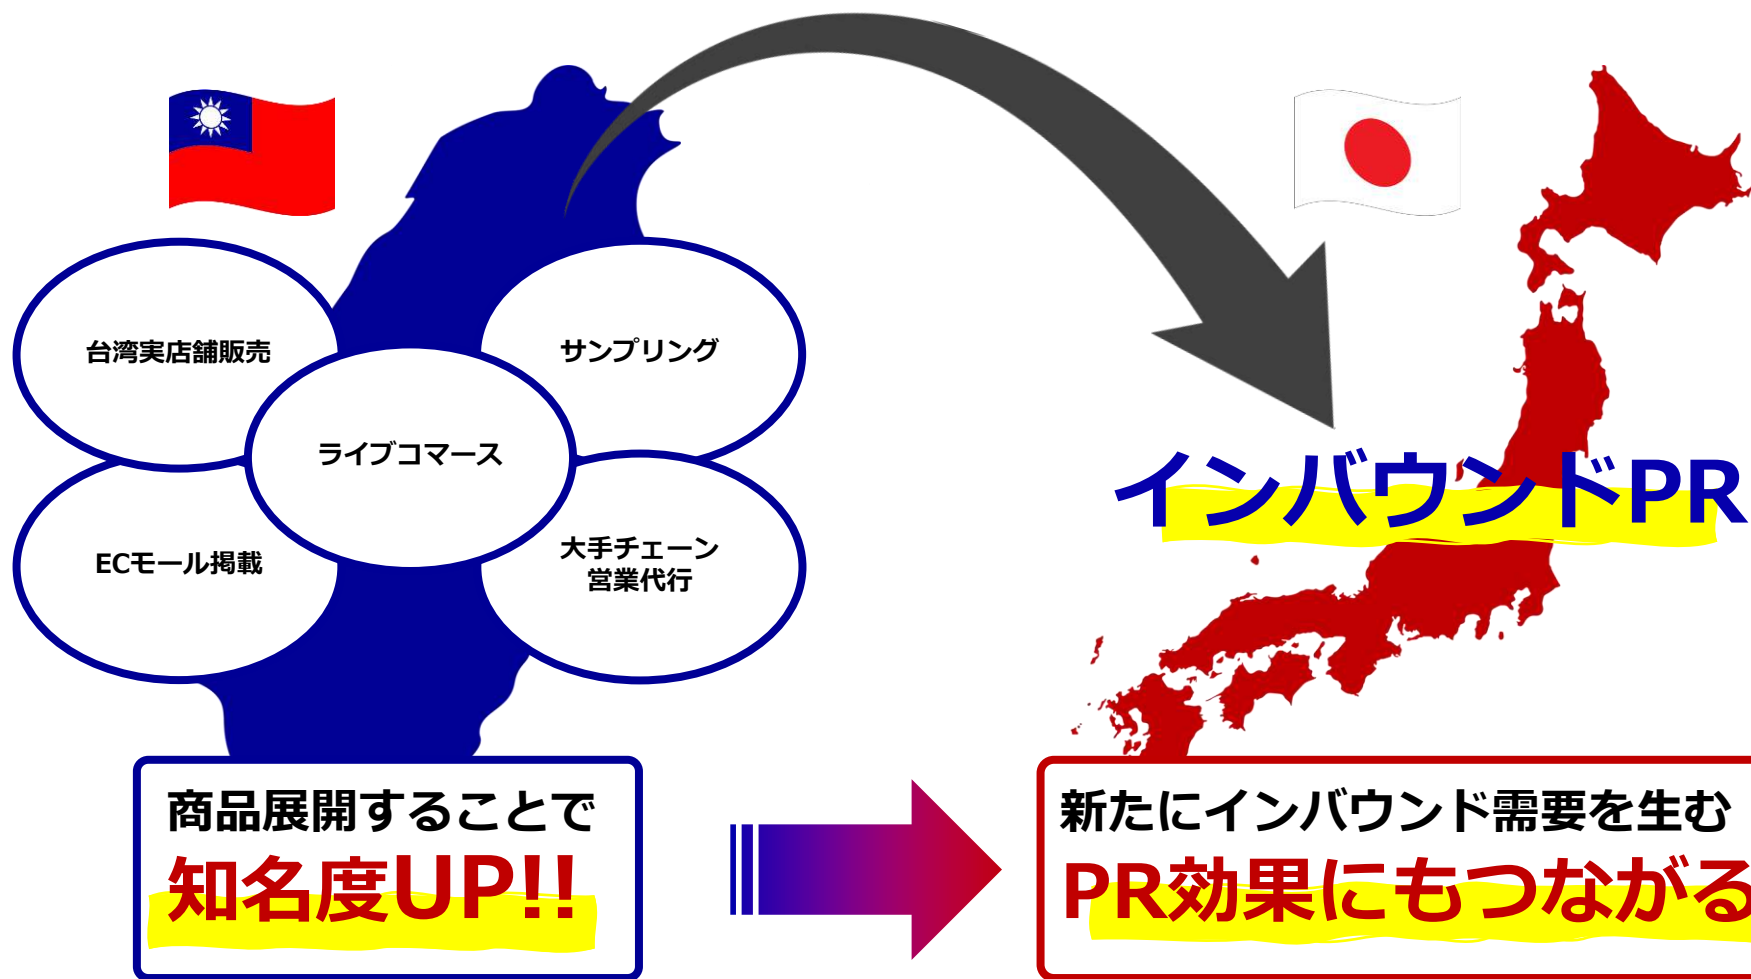 台湾実店舗販売
サンプリング
ライブコマース
ECモール掲載
大手チェーン
営業代行
インバウンドPR
商品展開することで
知名度UP!!
新たにインバウンド需要を生む
PR効果にもつながる